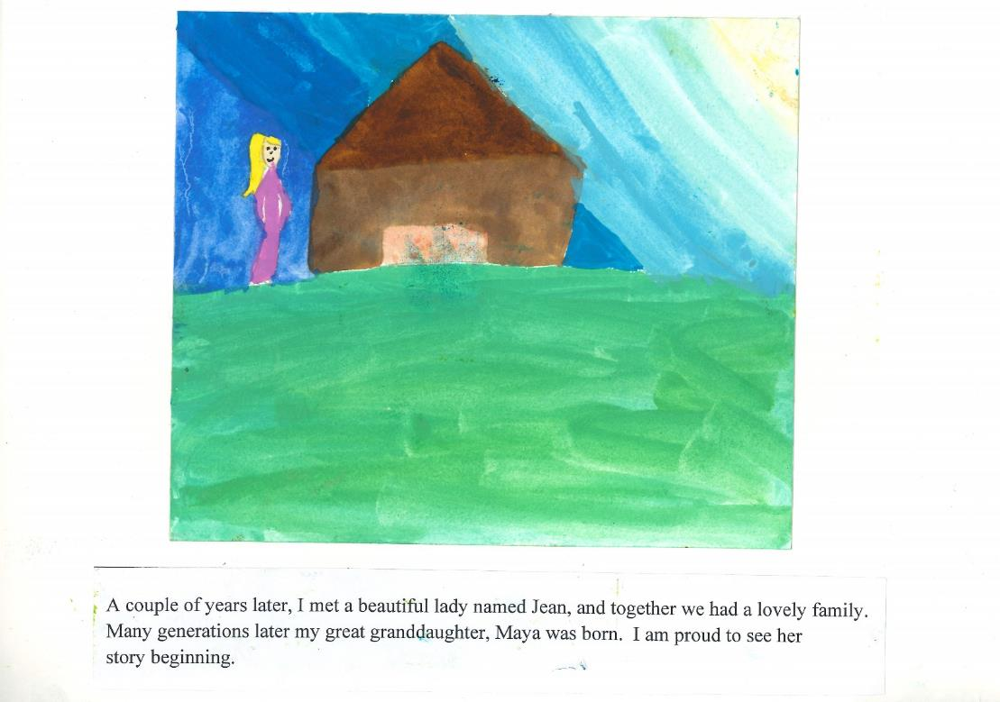 A couple of years later, I met a beautiful lady named Jean, and together we had a lovely family.
Many generations later my great granddaughter, Maya was born.  I am proud to see her
story beginning.